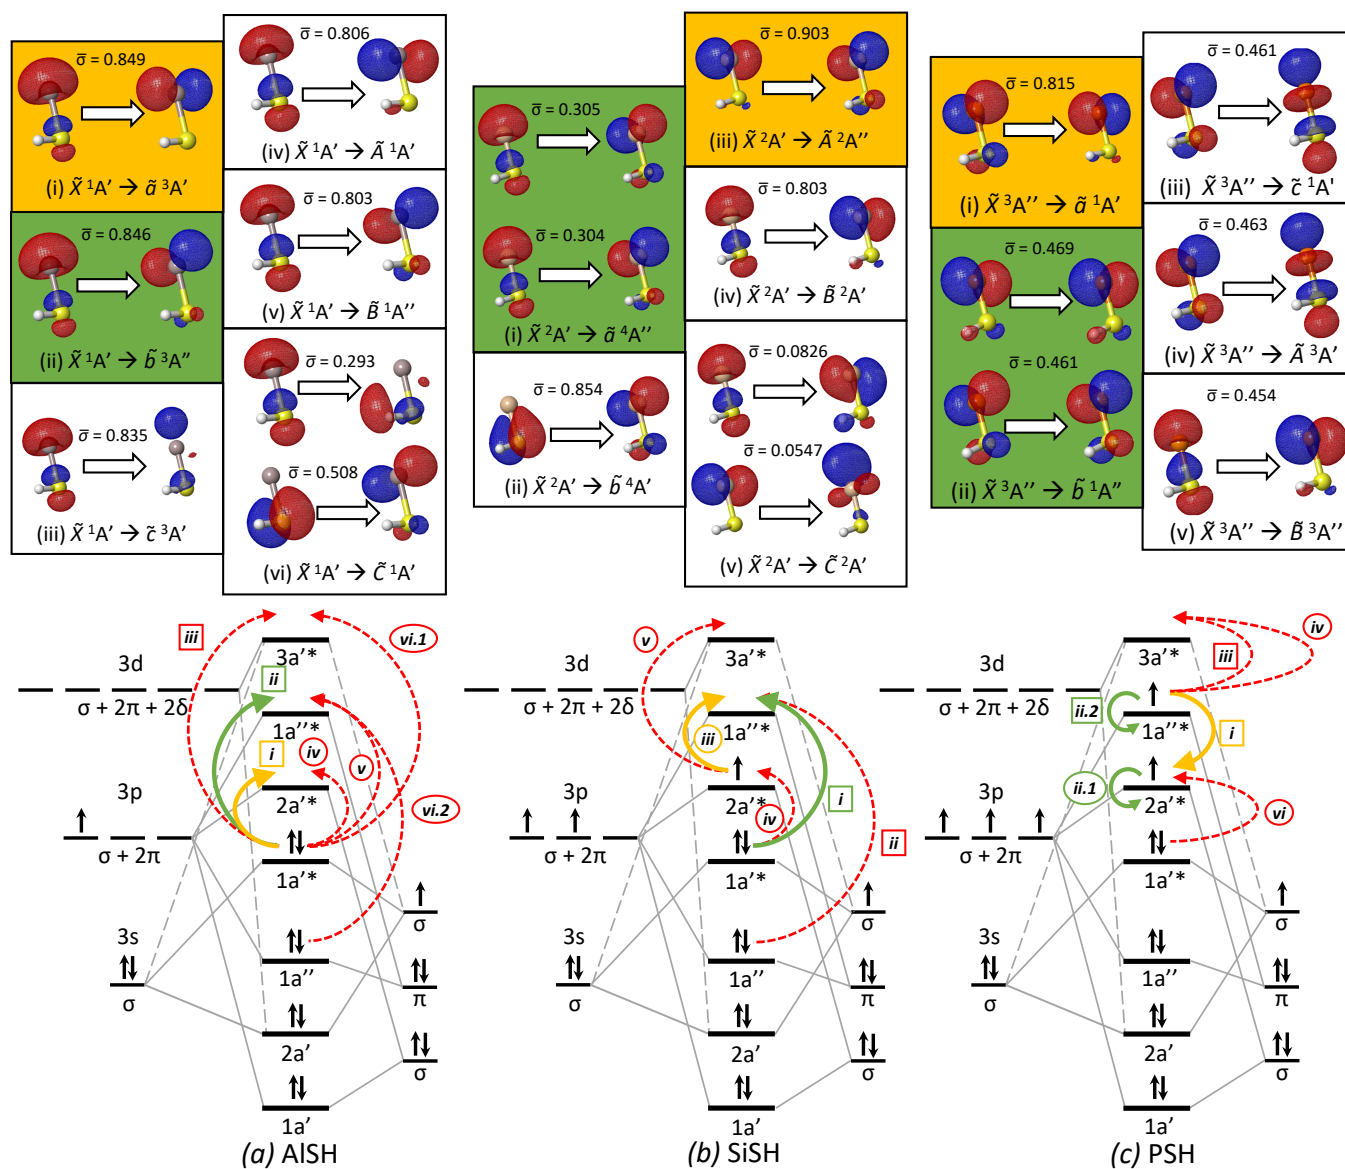 σ̅ = 0.849
(i) X̃ ¹A' → ã ³A'
σ̅ = 0.846
(ii) X̃ ¹A' → b̃ ³A"
σ̅ = 0.835
(iii) X̃ ¹A' → c̃ ³A'
σ̅ = 0.806
(iv) X̃ ¹A' → Ã ¹A'
σ̅ = 0.803
(v) X̃ ¹A' → B̃ ¹A''
σ̅ = 0.293
σ̅ = 0.508
(vi) X̃ ¹A' → C̃ ¹A'
σ̅ = 0.305
σ̅ = 0.304
(i) X̃ ²A' → ã ⁴A''
σ̅ = 0.854
(ii) X̃ ²A' → b̃ ⁴A'
σ̅ = 0.903
(iii) X̃ ²A' → Ã ²A''
σ̅ = 0.803
(iv) X̃ ²A' → B̃ ²A'
σ̅ = 0.0826
σ̅ = 0.0547
(v) X̃ ²A' → C̃ ²A'
σ̅ = 0.815
(i) X̃ ³A'' → ã ¹A'
σ̅ = 0.469
σ̅ = 0.461
(ii) X̃ ³A'' → b̃ ¹A''
σ̅ = 0.461
(iii) X̃ ³A'' → c̃ ¹A'
σ̅ = 0.463
(iv) X̃ ³A'' → Ã ³A'
σ̅ = 0.454
(v) X̃ ³A'' → B̃ ³A''
iii
vi.1
3a'*
3d
ii
σ + 2π + 2δ
1a''*
i
iv
v
3p
2a'*
vi.2
σ + 2π
1a'*
σ
3s
σ
1a''
π
2a'
σ
1a'
(a) AlSH
v
3a'*
3d
σ + 2π + 2δ
1a''*
iii
3p
2a'*
i
iv
ii
σ + 2π
1a'*
σ
3s
σ
1a''
π
2a'
σ
1a'
(b) SiSH
iv
iii
3a'*
3d
σ + 2π + 2δ
ii.2
1a''*
i
ii.1
3p
2a'*
vi
σ + 2π
1a'*
σ
3s
σ
1a''
π
2a'
σ
1a'
(c) PSH